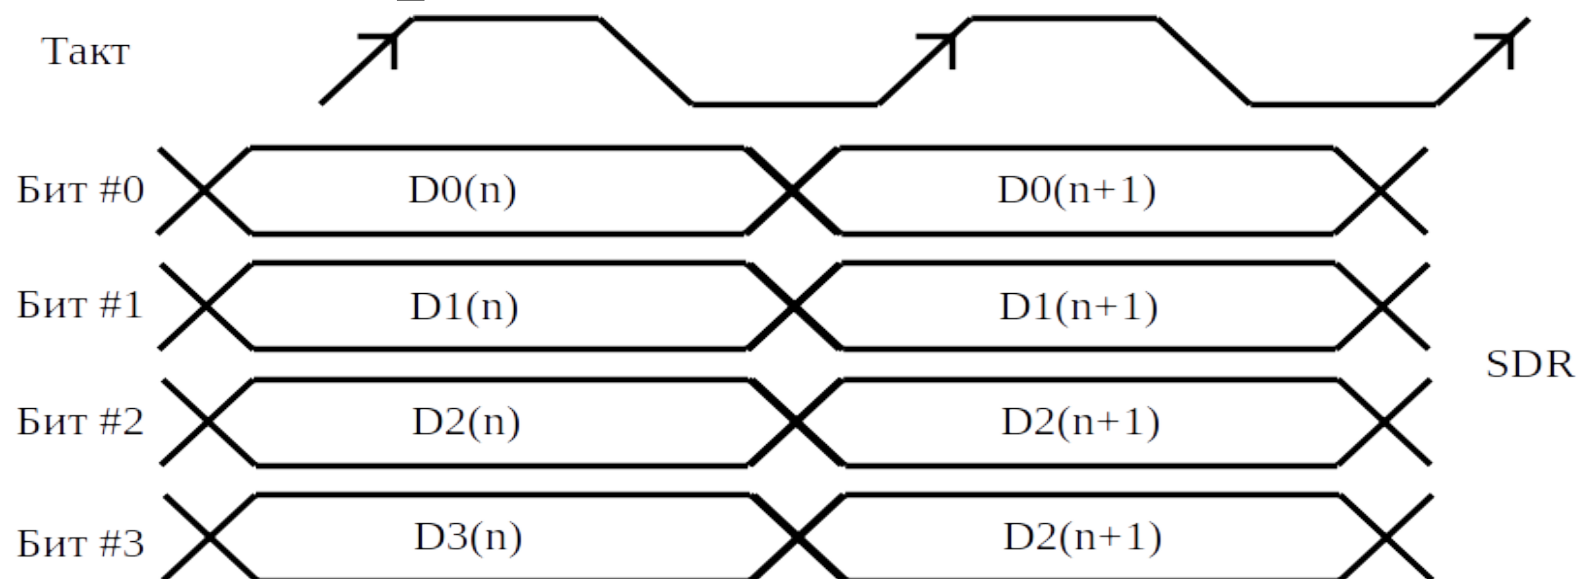 Такт
Бит #0 D0(n) D0(n+1)
Бит #1 D1(n) D1(n+1)
SDR
Бит #2 D2(n) D2(n+1)
Бит #3 D3(n) D2(n+1)